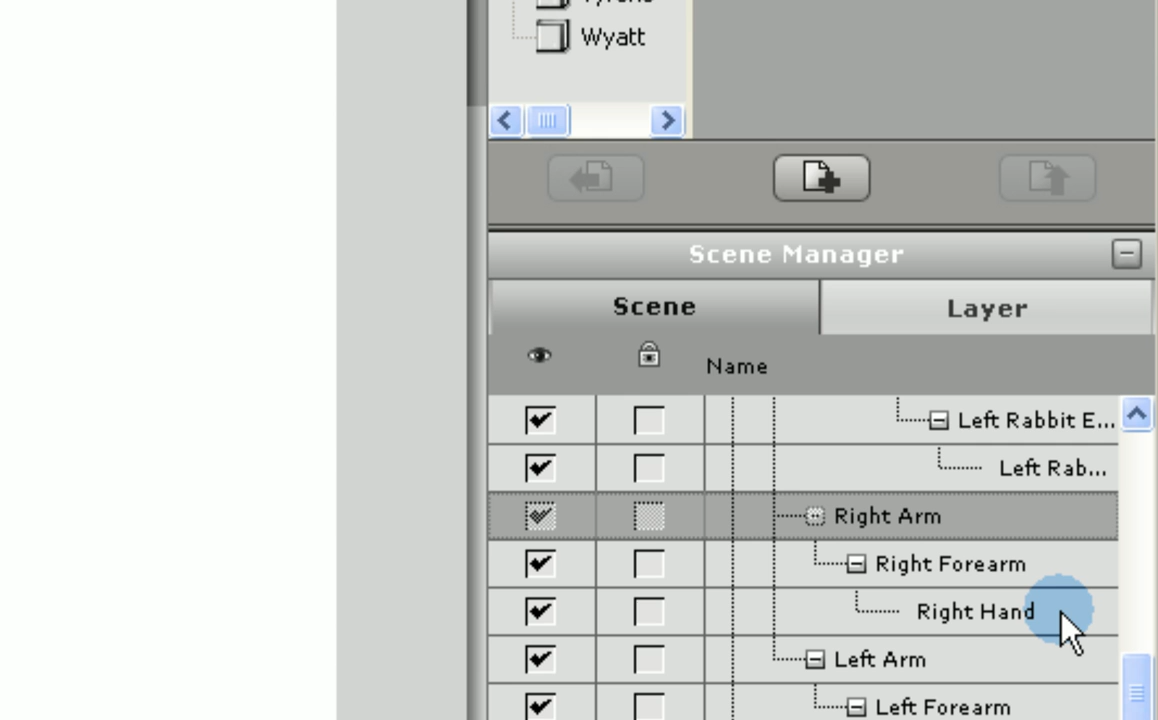 Wyatt
Scene Manager
Scene
Layer
Name
Left Rabbit E...
Left Rab...
Right Arm
Right Forearm
Right Hand
Left Arm
Left Forearm